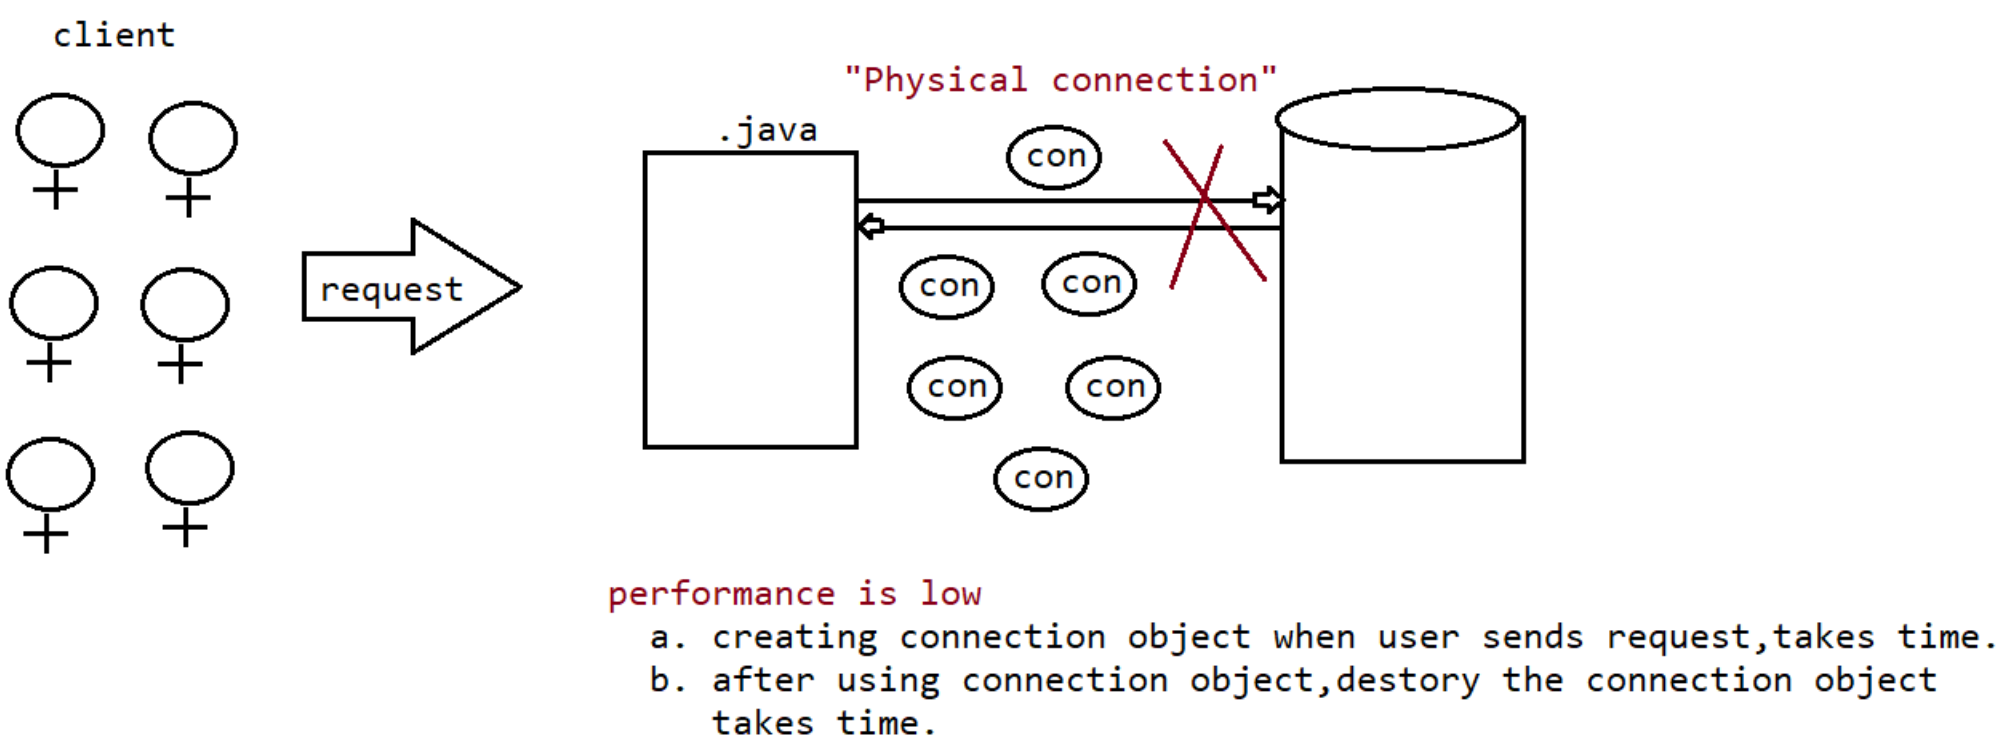 client
"Physical connection"
.java
con
request
con
con
con
con
con
performance is low
a. creating connection object when user sends request,takes time.
b. after using connection object,destory the connection object
takes time.